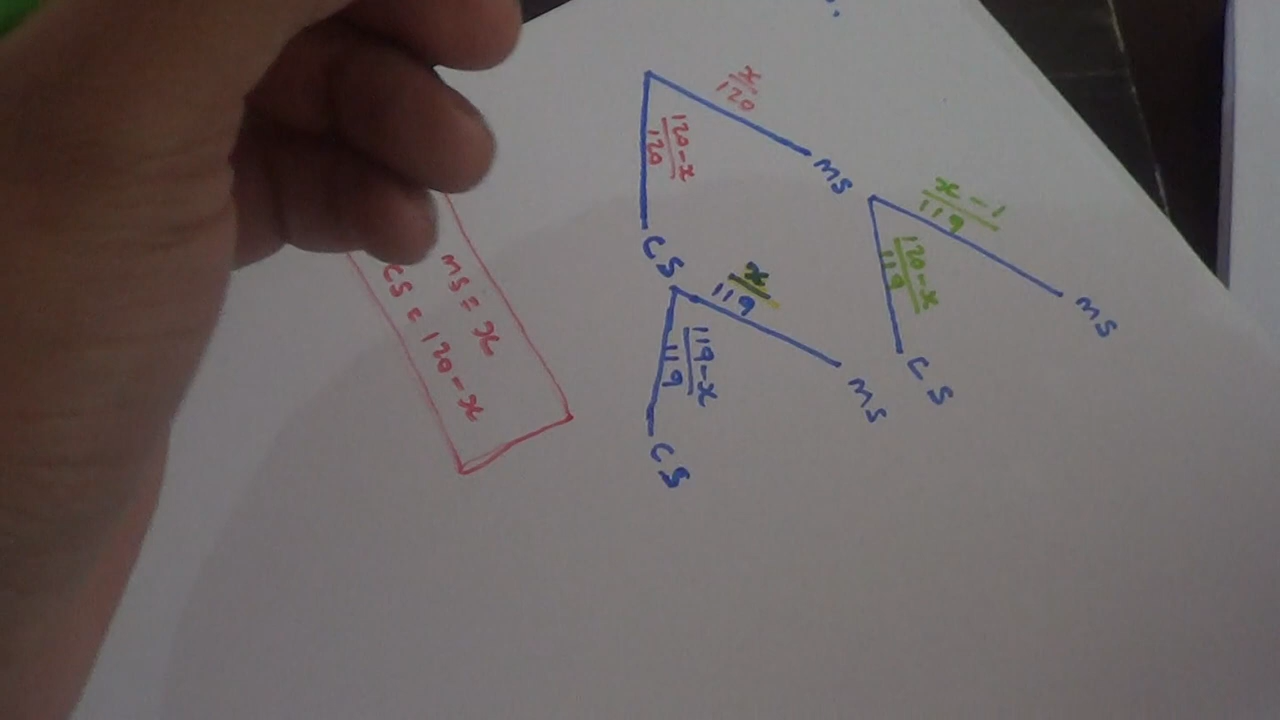 x/120
MS
120-x/120
CS
x-1/119
MS
120-x/119
CS
x/119
MS
119-x/119
CS
MS = x
CS = 120-x